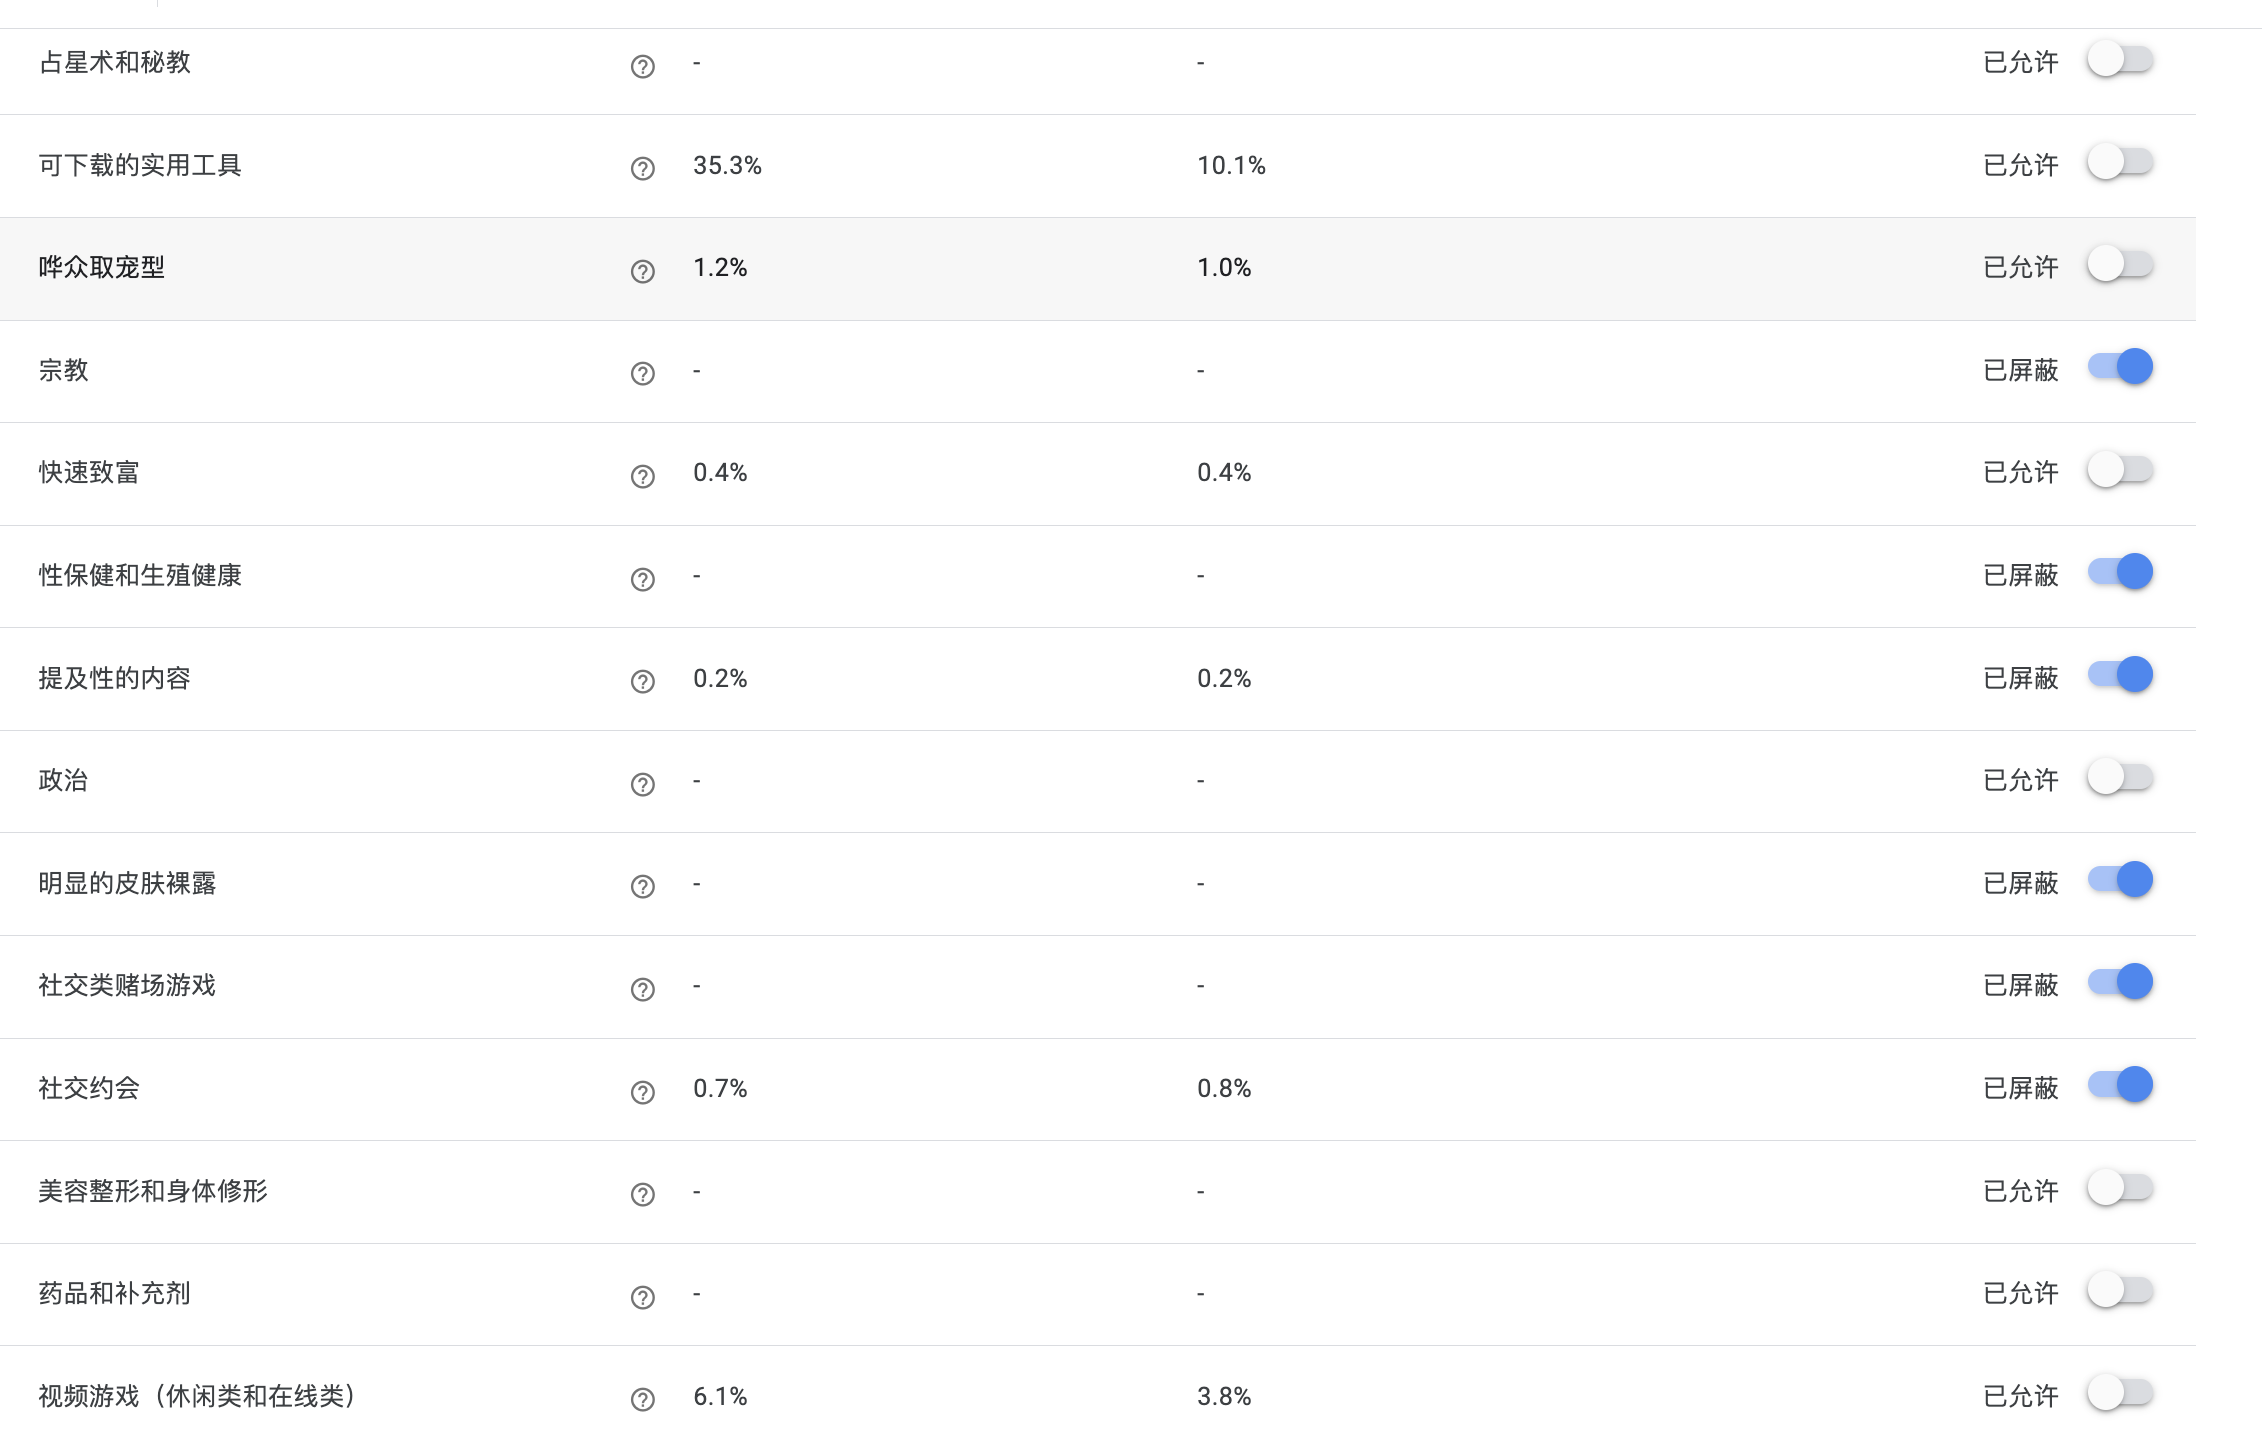 占星术和秘教 - - 已允许
可下载的实用工具 35.3% 10.1% 已允许
哗众取宠型 1.2% 1.0% 已允许
宗教 - - 已屏蔽
快速致富 0.4% 0.4% 已允许
性保健和生殖健康 - - 已屏蔽
提及性的内容 0.2% 0.2% 已屏蔽
政治 - - 已允许
明显的皮肤裸露 - - 已屏蔽
社交类赌场游戏 - - 已屏蔽
社交约会 0.7% 0.8% 已屏蔽
美容整形和身体修形 - - 已允许
药品和补充剂 - - 已允许
视频游戏（休闲类和在线类） 6.1% 3.8% 已允许